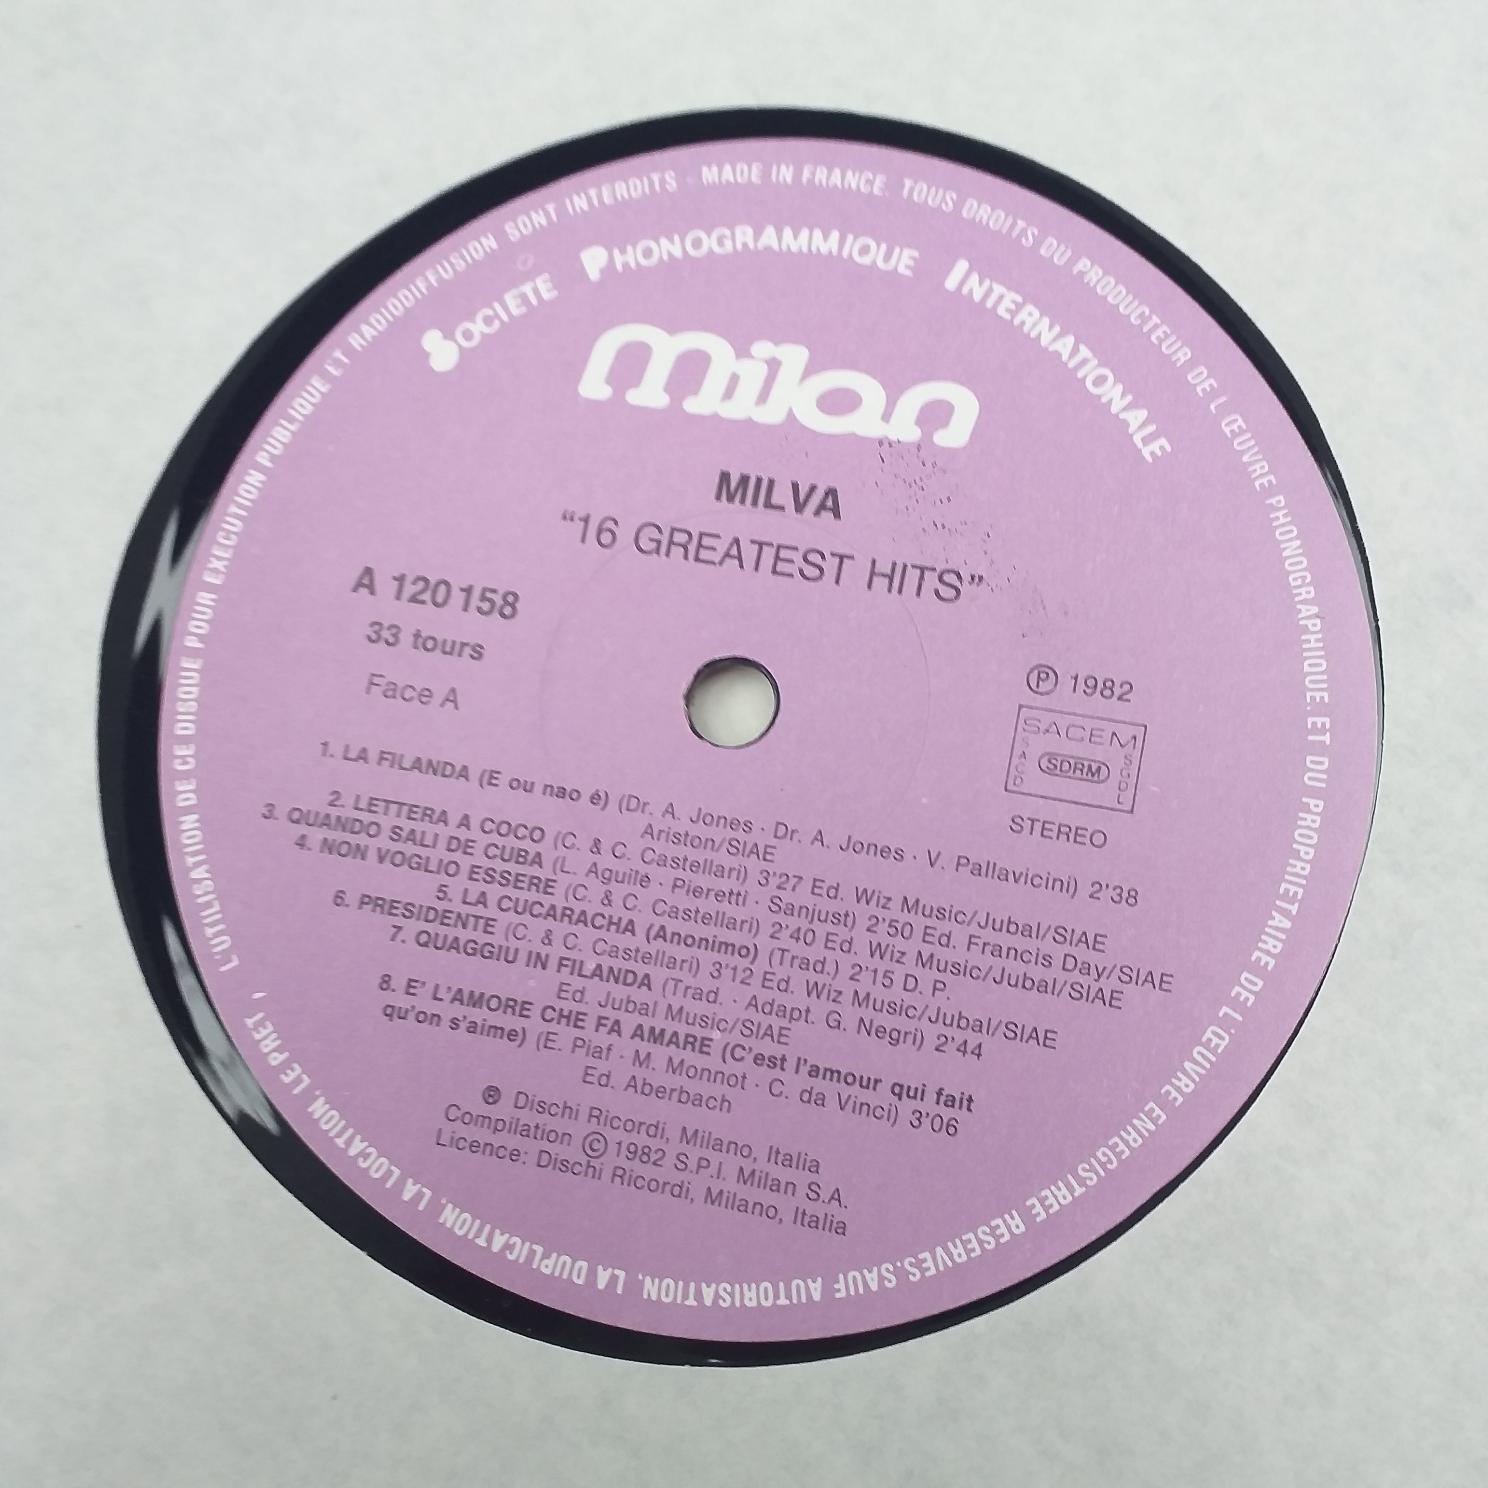 L'UTILISATION DE CE DISQUE POUR EXECUTION PUBLIQUE ET RADIODIFFUSION SONT INTERDITS - MADE IN FRANCE. TOUS DROITS DU PRODUCTEUR DE L'ŒUVRE PHONOGRAPHIQUE. ET DU PROPRIETAIRE DE L'ŒUVRE ENREGISTREE RESERVES. SAUF AUTORISATION, LA DUPLICATION, LA LOCATION, LE PRET,
SOCIETE PHONOGRAMMIQUE INTERNATIONALE
milan
MILVA
“16 GREATEST HITS”
A 120158
33 tours
Face A
℗ 1982
SACEM
SACD
SDRM
SGDL
STEREO
1. LA FILANDA (E ou nao é) (Dr. A. Jones · Dr. A. Jones · V. Pallavicini) 2'38
Ariston/SIAE
2. LETTERA A COCO (C. & C. Castellari) 3'27 Ed. Wiz Music/Jubal/SIAE
3. QUANDO SALI DE CUBA (L. Aguilé · Pieretti · Sanjust) 2'50 Ed. Francis Day/SIAE
4. NON VOGLIO ESSERE (C. & C. Castellari) 2'40 Ed. Wiz Music/Jubal/SIAE
5. LA CUCARACHA (Anonimo) (Trad.) 2'15 D. P.
6. PRESIDENTE (C. & C. Castellari) 3'12 Ed. Wiz Music/Jubal/SIAE
7. QUAGGIU IN FILANDA (Trad. · Adapt. G. Negri) 2'44
Ed. Jubal Music/SIAE
8. E' L'AMORE CHE FA AMARE (C'est l'amour qui fait
qu'on s'aime) (E. Piaf · M. Monnot · C. da Vinci) 3'06
Ed. Aberbach
® Dischi Ricordi, Milano, Italia
Compilation © 1982 S.P.I. Milan S.A.
Licence: Dischi Ricordi, Milano, Italia